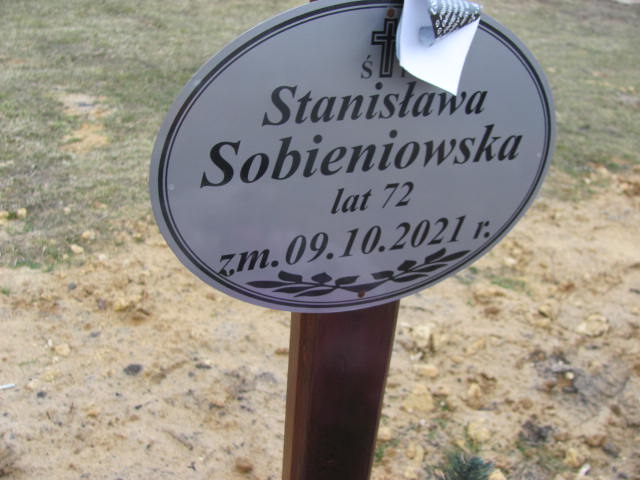 Ś
Stanisława
Sobieniowska
lat 72
zm. 09.10.2021 r.